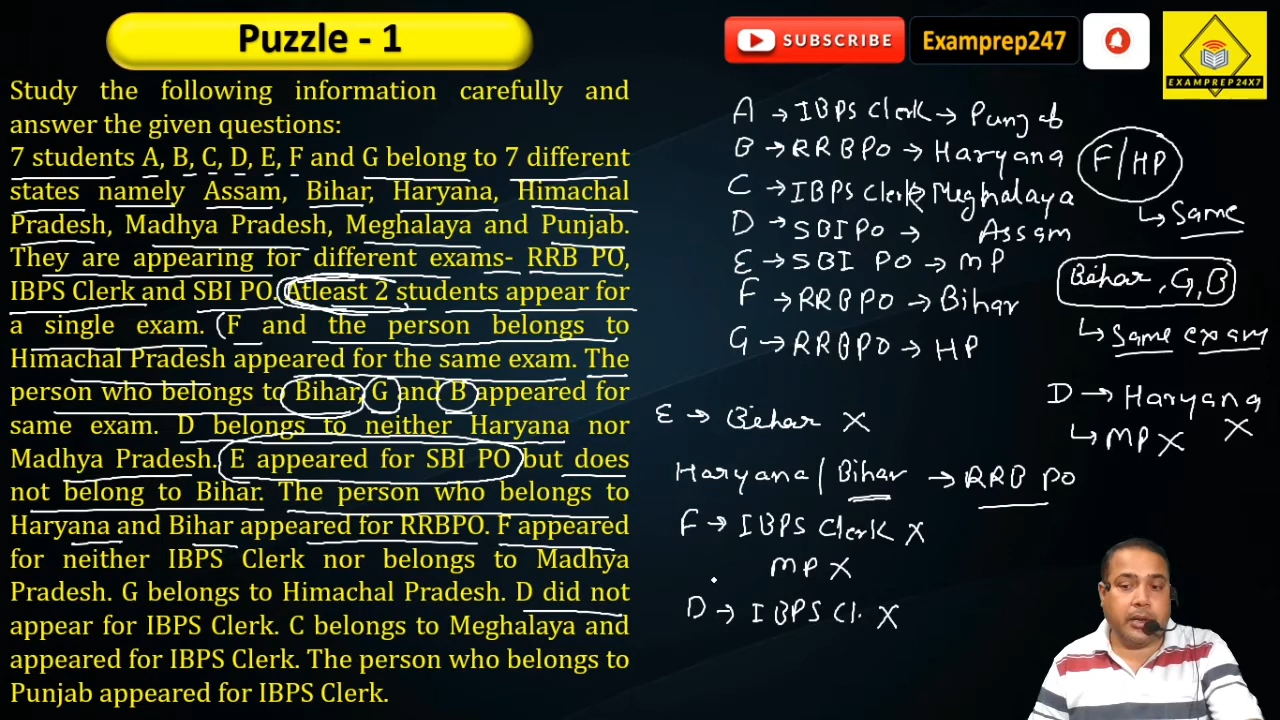 Puzzle - 1
SUBSCRIBE
Examprep247
EXAMPREP24X7
Study the following information carefully and
answer the given questions:
7 students A, B, C, D, E, F and G belong to 7 different
states namely Assam, Bihar, Haryana, Himachal
Pradesh, Madhya Pradesh, Meghalaya and Punjab.
They are appearing for different exams- RRB PO,
IBPS Clerk and SBI PO. Atleast 2 students appear for
a single exam. F and the person belongs to
Himachal Pradesh appeared for the same exam. The
person who belongs to Bihar, G and B appeared for
same exam. D belongs to neither Haryana nor
Madhya Pradesh. E appeared for SBI PO but does
not belong to Bihar. The person who belongs to
Haryana and Bihar appeared for RRBPO. F appeared
for neither IBPS Clerk nor belongs to Madhya
Pradesh. G belongs to Himachal Pradesh. D did not
appear for IBPS Clerk. C belongs to Meghalaya and
appeared for IBPS Clerk. The person who belongs to
Punjab appeared for IBPS Clerk.
A → IBPS Clerk → Punjab
B → RRBPO → Haryana
C → IBPS Clerk → Meghalaya
D → SBI PO → Assam
E → SBI PO → MP
F → RRBPO → Bihar
G → RRBPO → HP
F/HP
↳ Same
Bihar, G, B
↳ Same exam
D → Haryana X
↳ MP X
E → Bihar X
Haryana / Bihar → RRB PO
F → IBPS Clerk X
MP X
D → IBPS Cl. X